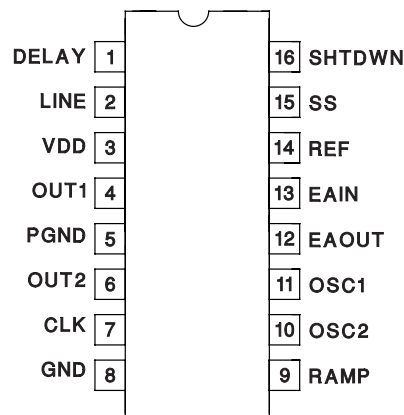 DELAY 1 16 SHTDWN
LINE 2 15 SS
VDD 3 14 REF
OUT1 4 13 EAIN
PGND 5 12 EAOUT
OUT2 6 11 OSC1
CLK 7 10 OSC2
GND 8 9 RAMP